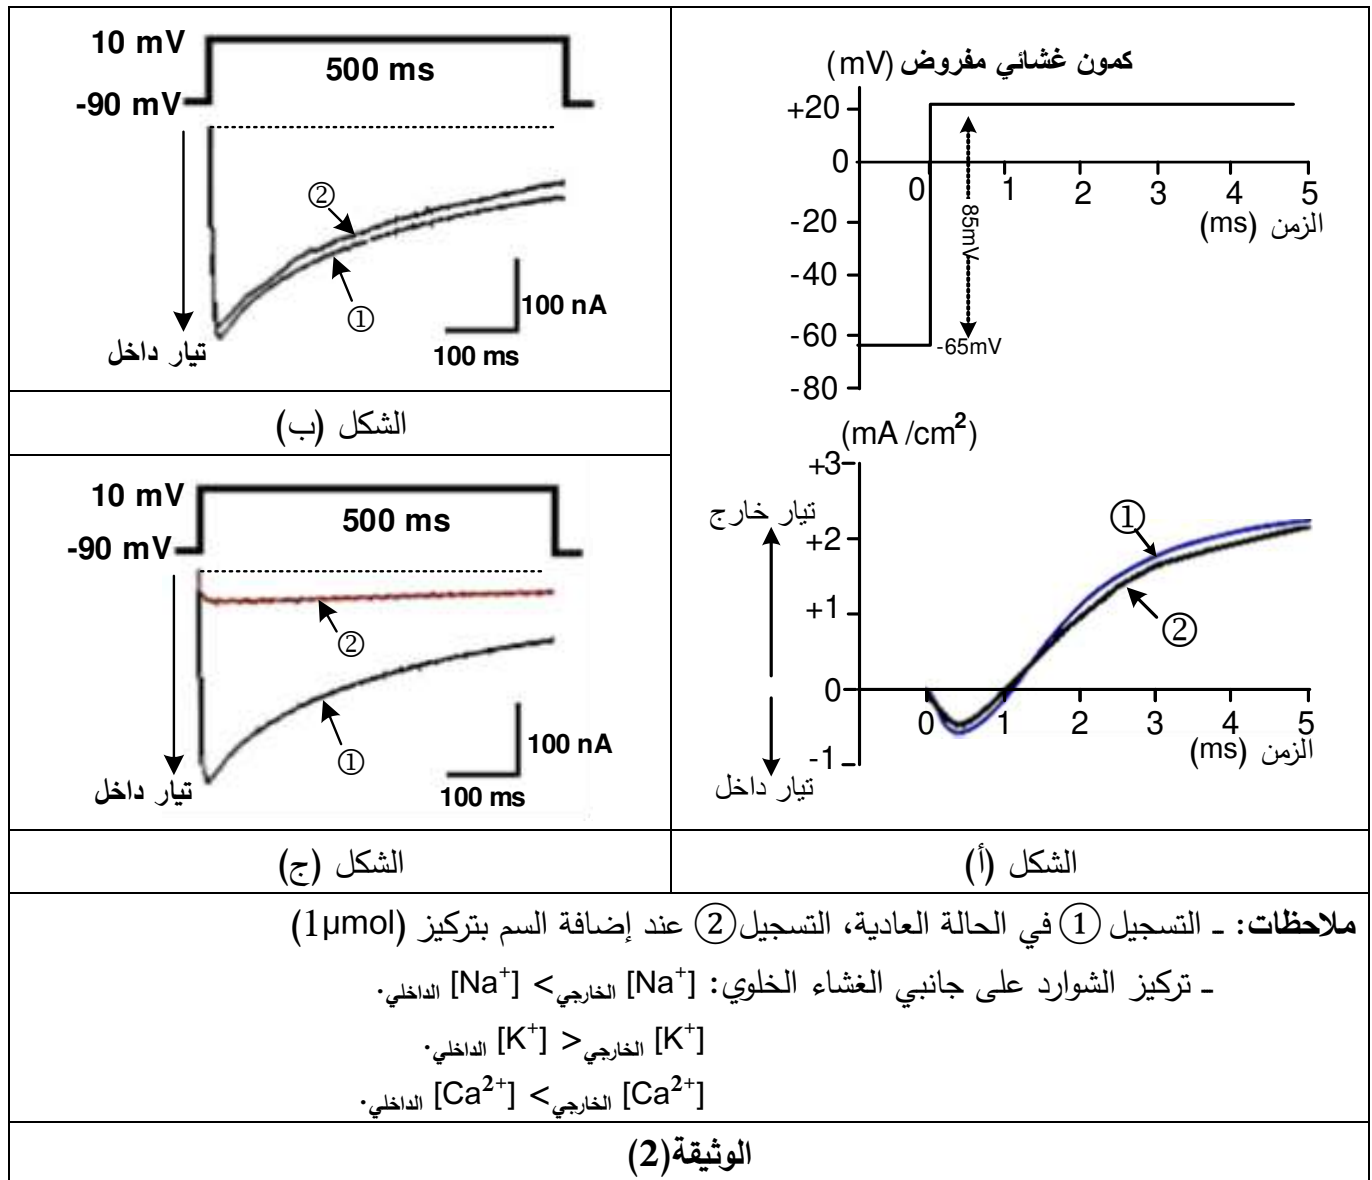 كمون غشائي مفروض (mV)
+20
0
-20
-40
-60
-80
0 1 2 3 4 5
الزمن (ms)
85mV
-65mV
(mA /cm²)
+3
+2
+1
0
-1
تيار خارج
تيار داخل
① ②
0 1 2 3 4 5
الزمن (ms)
الشكل (أ)
10 mV
-90 mV
500 ms
②
①
100 nA
100 ms
تيار داخل
الشكل (ب)
10 mV
-90 mV
500 ms
②
①
100 nA
100 ms
تيار داخل
الشكل (ج)
ملاحظات: ـ التسجيل ① في الحالة العادية، التسجيل ② عند إضافة السم بتركيز (1µmol)
ـ تركيز الشوارد على جانبي الغشاء الخلوي: [Na⁺] الخارجي > [Na⁺] الداخلي.
[K⁺] الخارجي < [K⁺] الداخلي.
[Ca²⁺] الخارجي > [Ca²⁺] الداخلي.
الوثيقة(2)